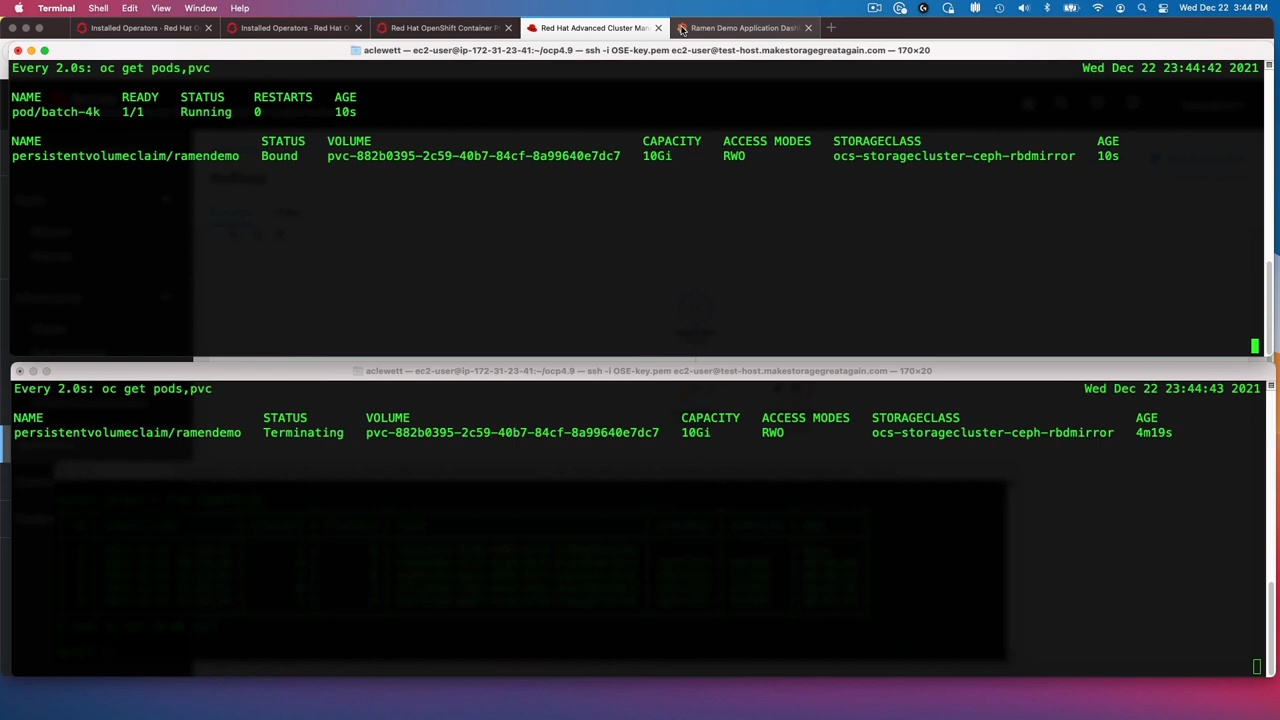 Terminal Shell Edit View Window Help Wed Dec 22 3:44 PM
Installed Operators - Red Hat O Installed Operators - Red Hat O Red Hat OpenShift Container P Red Hat Advanced Cluster Man Ramen Demo Application Dash
aclewett — ec2-user@ip-172-31-23-41:~/ocp4.9 — ssh -i OSE-key.pem ec2-user@test-host.makestoragegreatagain.com — 170×20
Every 2.0s: oc get pods,pvc Wed Dec 22 23:44:42 2021
NAME READY STATUS RESTARTS AGE
pod/batch-4k 1/1 Running 0 10s
NAME STATUS VOLUME CAPACITY ACCESS MODES STORAGECLASS AGE
persistentvolumeclaim/ramendemo Bound pvc-882b0395-2c59-40b7-84cf-8a99640e7dc7 10Gi RWO ocs-storagecluster-ceph-rbdmirror 10s
aclewett — ec2-user@ip-172-31-23-41:~/ocp4.9 — ssh -i OSE-key.pem ec2-user@test-host.makestoragegreatagain.com — 170×20
Every 2.0s: oc get pods,pvc Wed Dec 22 23:44:43 2021
NAME STATUS VOLUME CAPACITY ACCESS MODES STORAGECLASS AGE
persistentvolumeclaim/ramendemo Terminating pvc-882b0395-2c59-40b7-84cf-8a99640e7dc7 10Gi RWO ocs-storagecluster-ceph-rbdmirror 4m19s